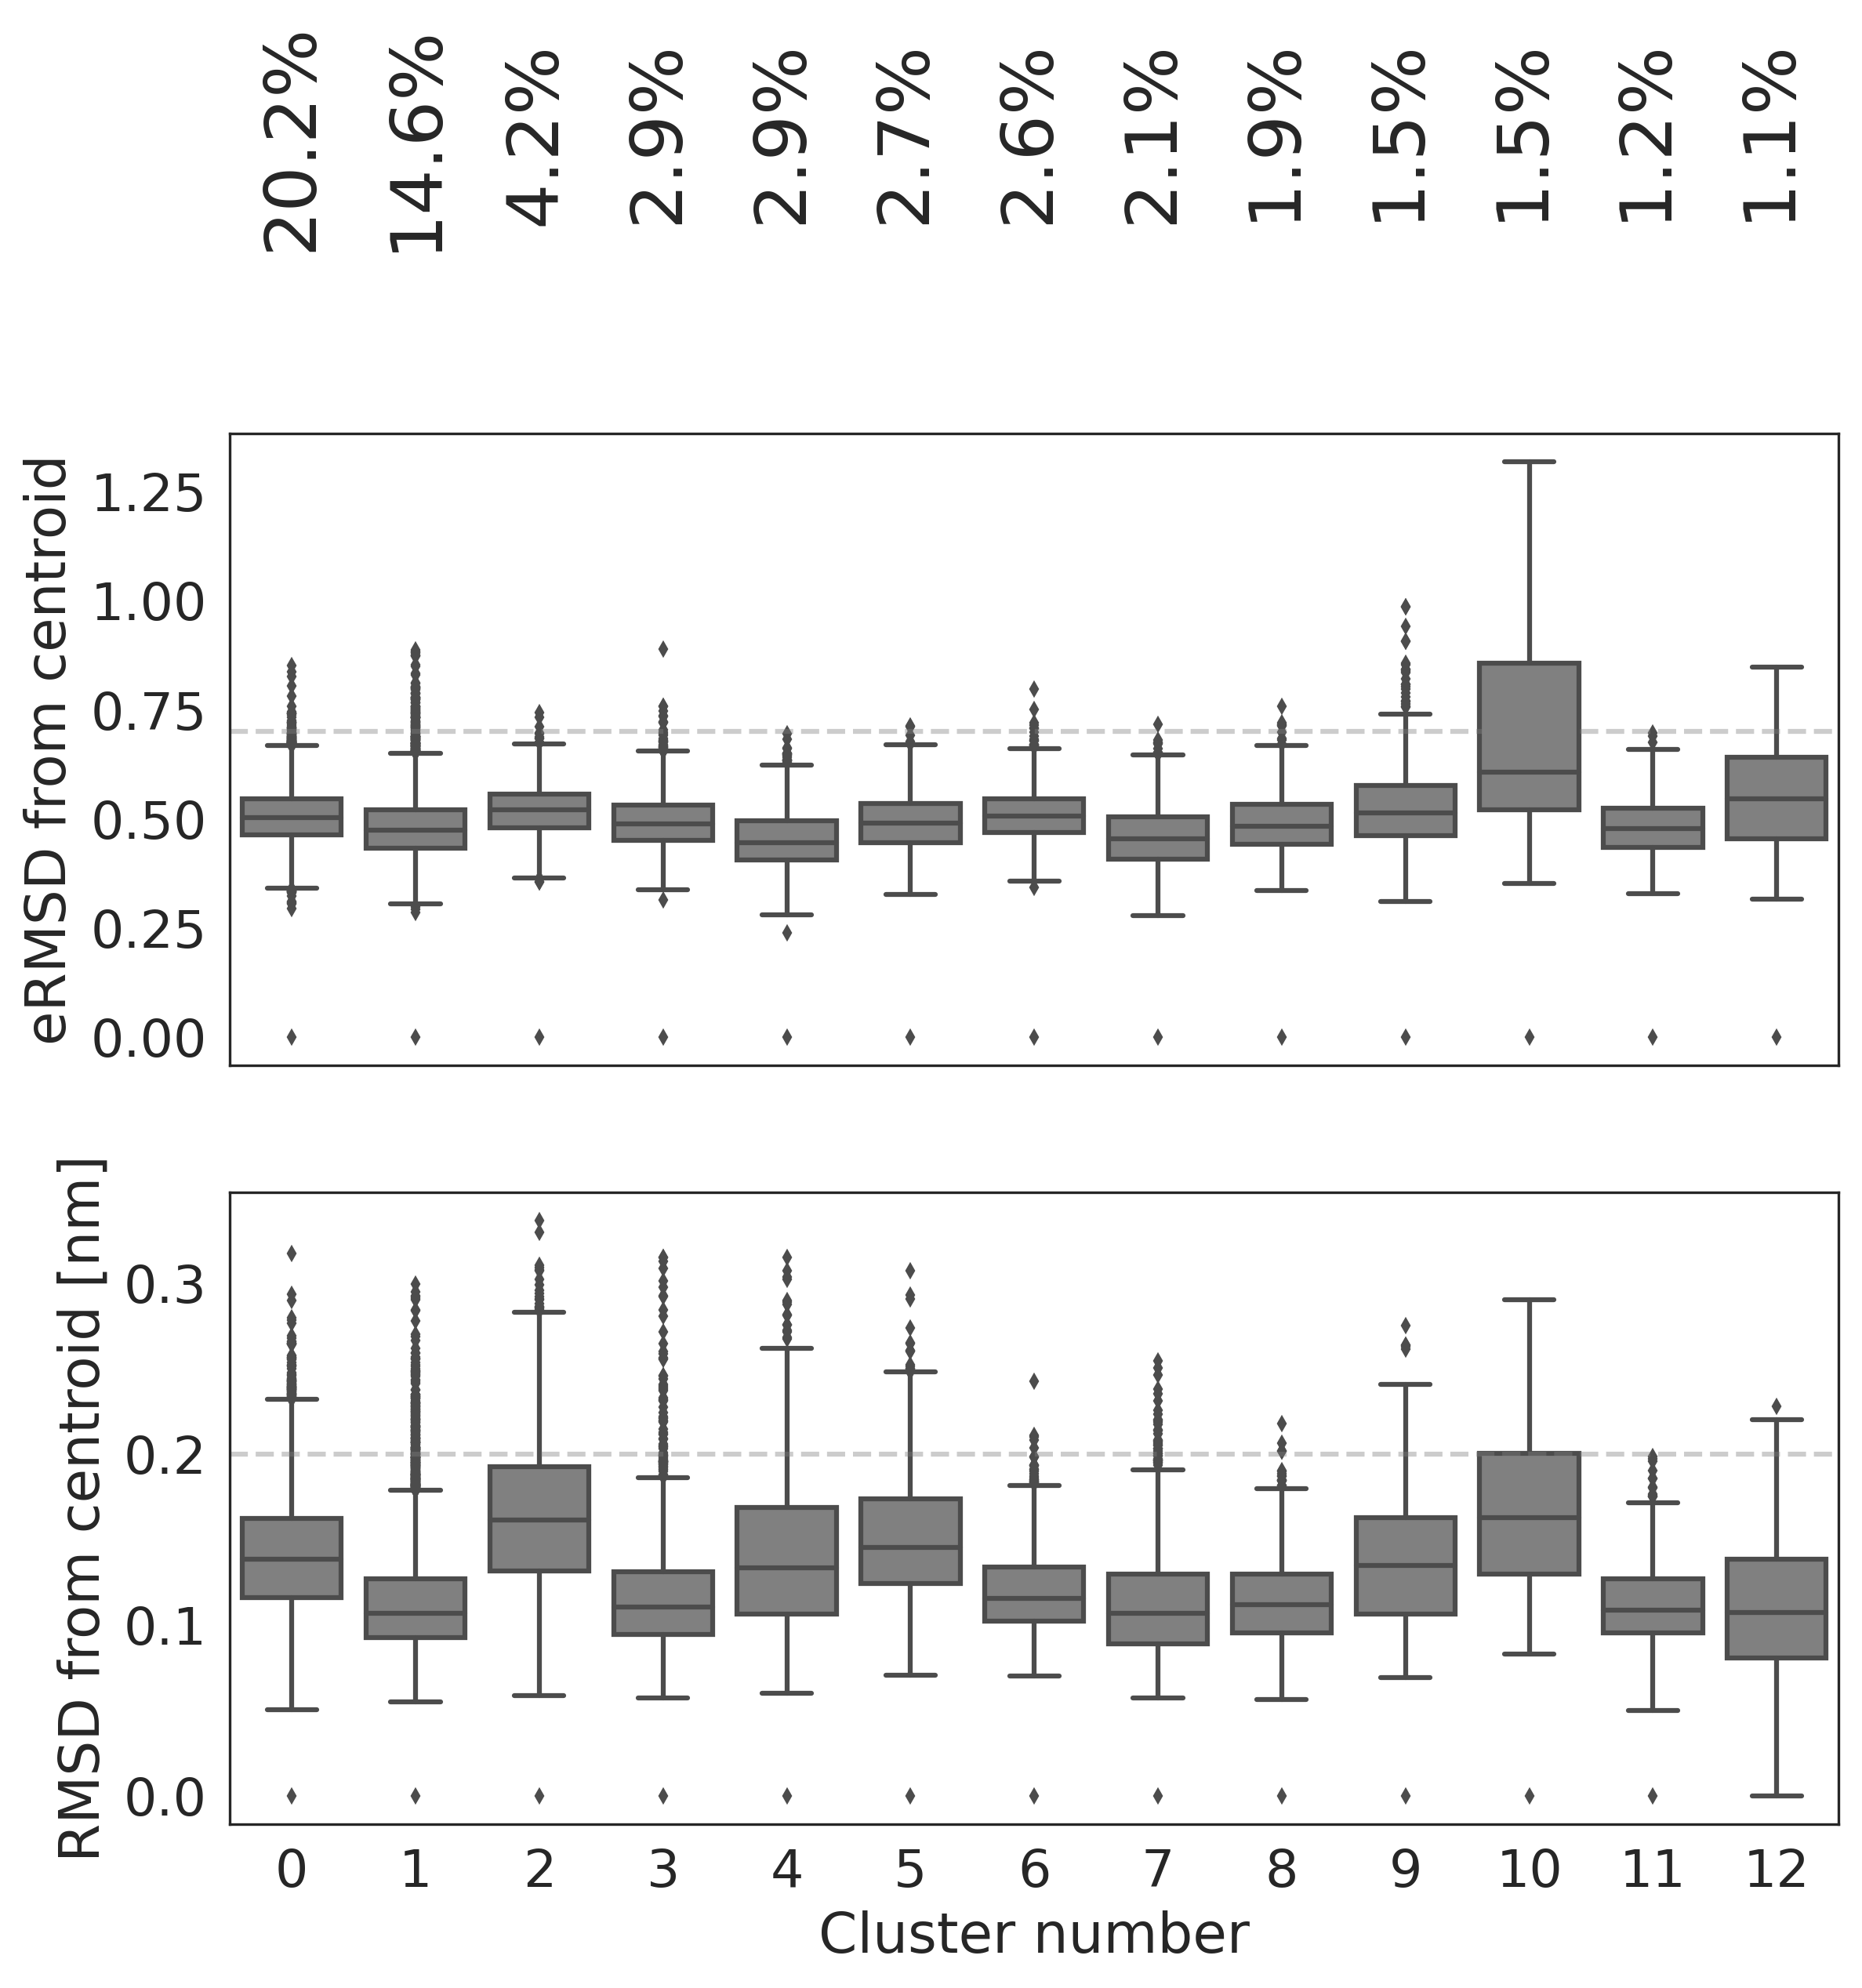 20.2% 14.6% 4.2% 2.9% 2.9% 2.7% 2.6% 2.1% 1.9% 1.5% 1.5% 1.2% 1.1%
eRMSD from centroid
1.25
1.00
0.75
0.50
0.25
0.00
RMSD from centroid [nm]
0.3
0.2
0.1
0.0
0 1 2 3 4 5 6 7 8 9 10 11 12
Cluster number